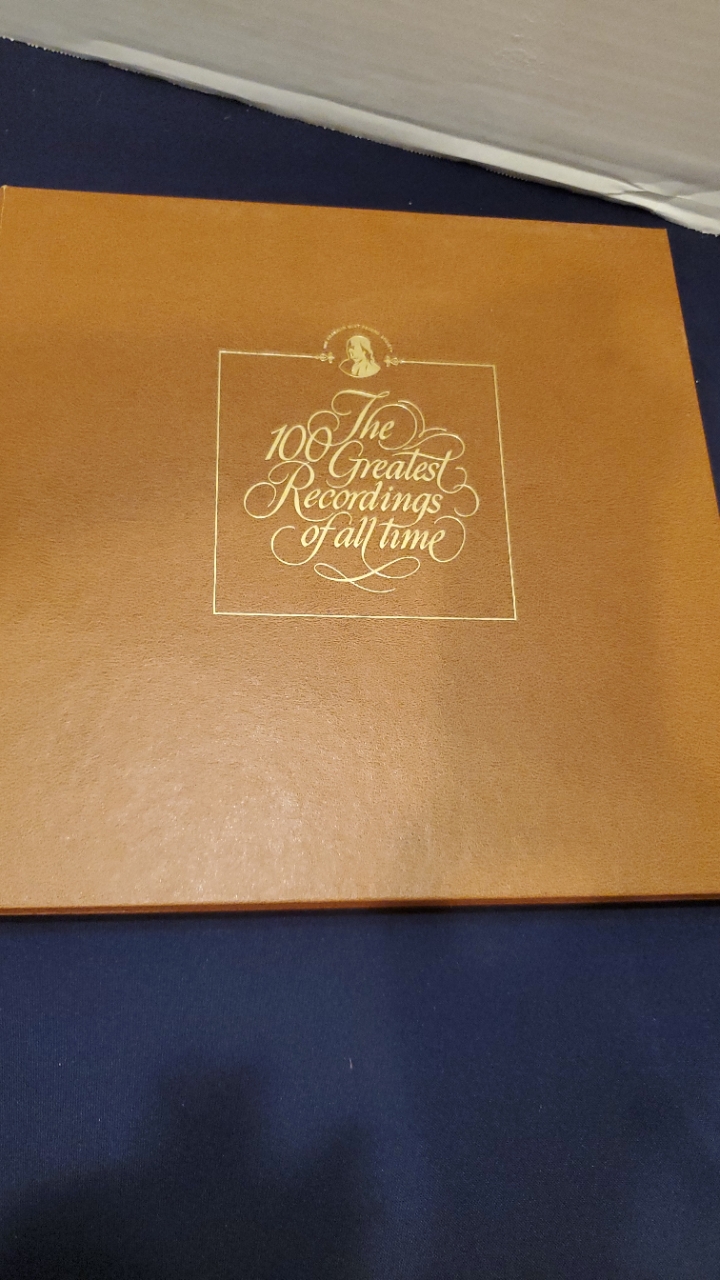 The
100 Greatest
Recordings
of all time